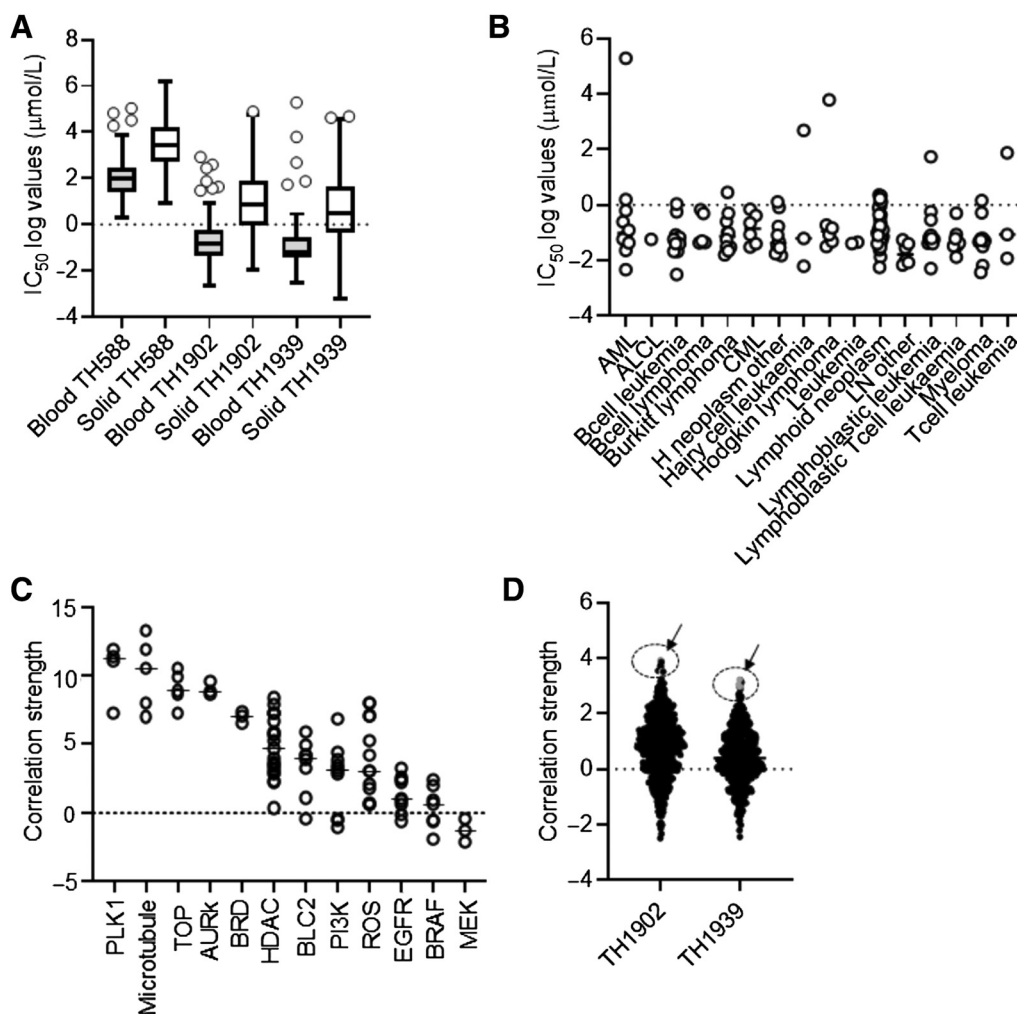 A
IC50 log values (μmol/L)
8
6
4
2
0
−2
−4
Blood TH588
Solid TH588
Blood TH1902
Solid TH1902
Blood TH1939
Solid TH1939
B
IC50 log values (μmol/L)
6
4
2
0
−2
−4
AML
ALCL
Bcell leukemia
Bcell lymphoma
Burkitt lymphoma
CML
H neoplasm other
Hairy cell leukaemia
Hodgkin lymphoma
Leukemia
Lymphoid neoplasm
LN other
Lymphoblastic leukemia
Lymphoblastic Tcell leukaemia
Myeloma
Tcell leukemia
C
Correlation strength
15
10
5
0
−5
PLK1
Microtubule
TOP
AURk
BRD
HDAC
BLC2
PI3K
ROS
EGFR
BRAF
MEK
D
Correlation strength
6
4
2
0
−2
−4
TH1902
TH1939